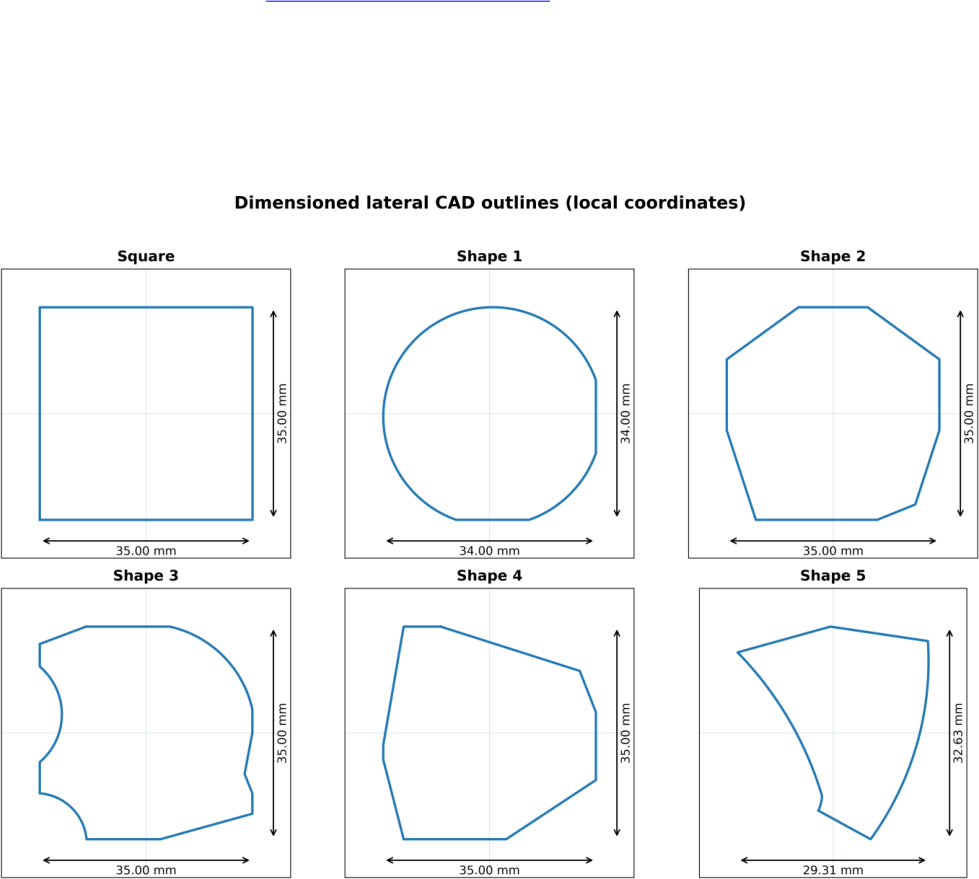 Dimensioned lateral CAD outlines (local coordinates)
Square
Shape 1
Shape 2
35.00 mm
34.00 mm
35.00 mm
35.00 mm
34.00 mm
35.00 mm
Shape 3
Shape 4
Shape 5
35.00 mm
35.00 mm
32.63 mm
35.00 mm
35.00 mm
29.31 mm